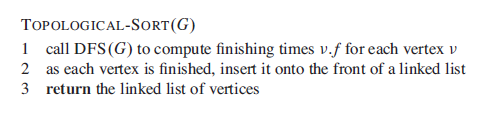 TOPOLOGICAL-SORT(G)
1 call DFS(G) to compute finishing times v.f for each vertex v
2 as each vertex is finished, insert it onto the front of a linked list
3 return the linked list of vertices